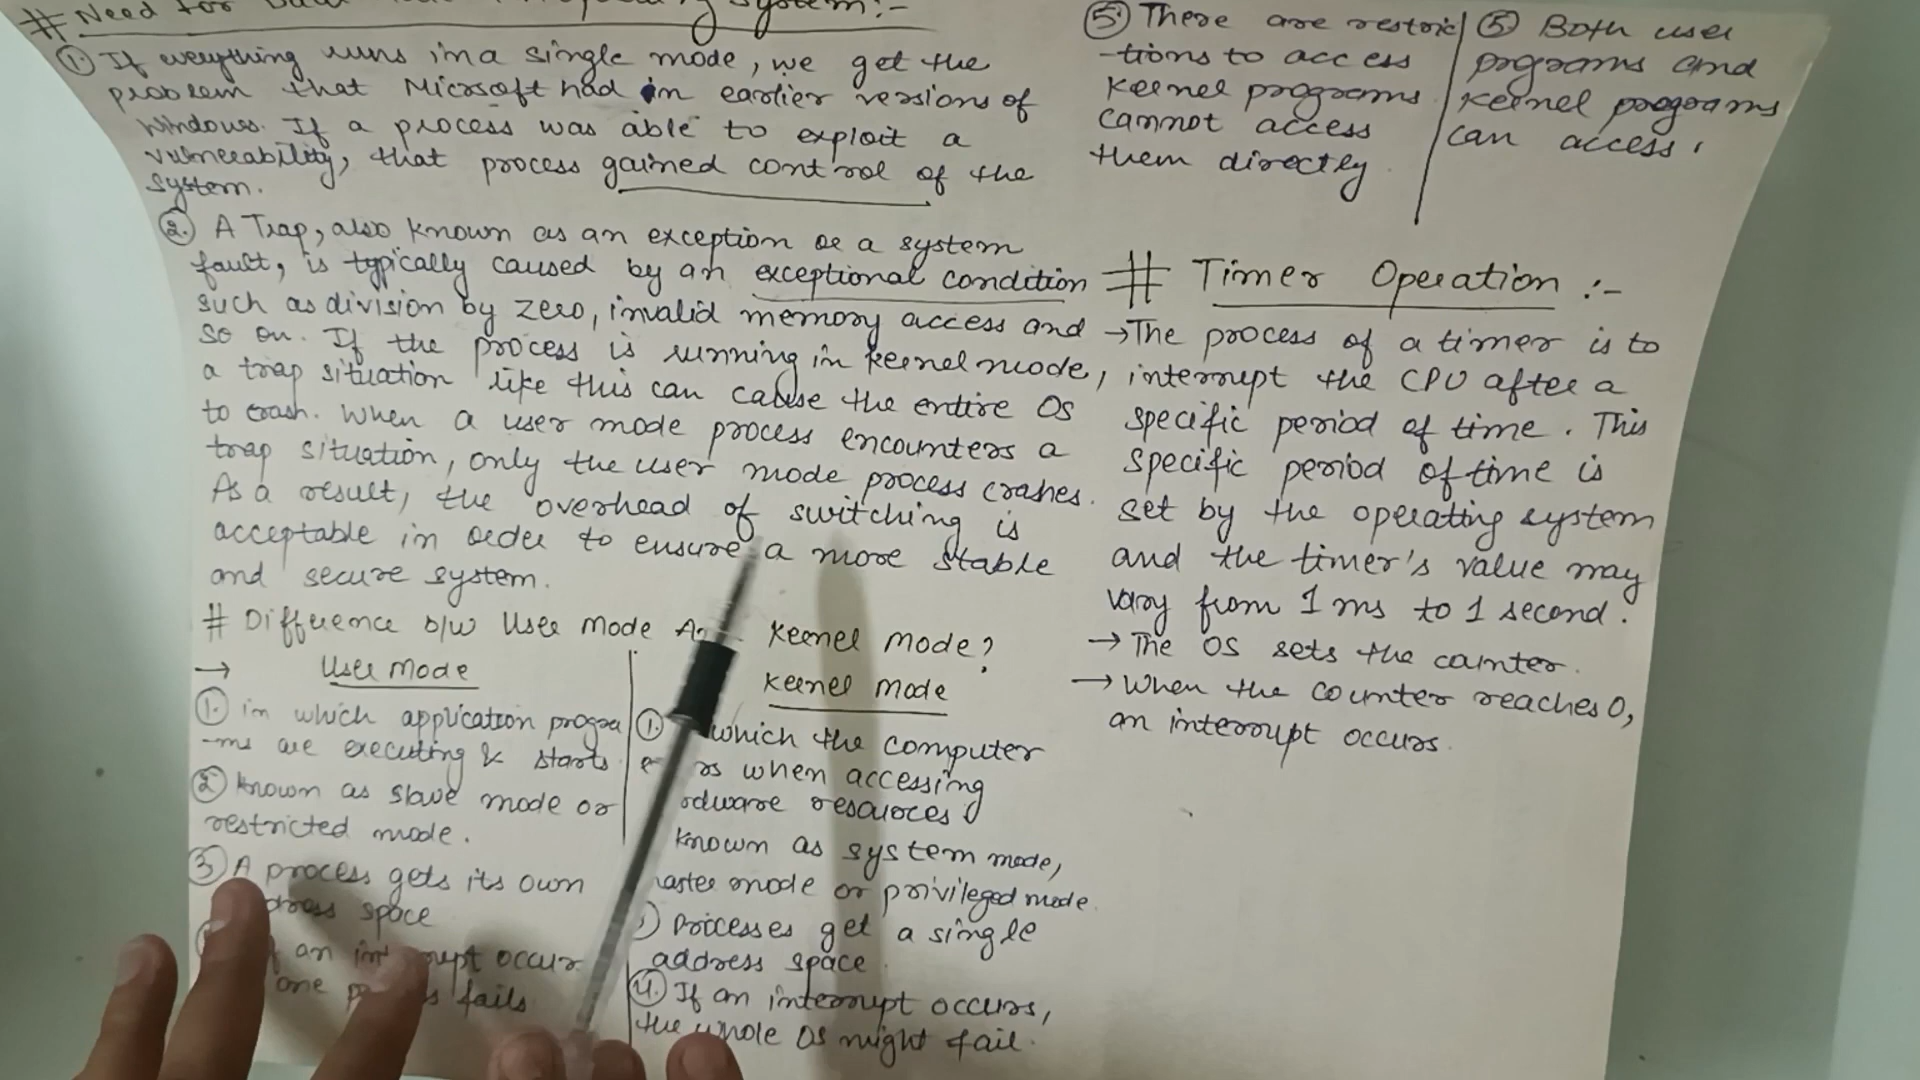 # Need for System:-
1. If everything runs in a single mode, we get the
problem that Microsoft had in earlier versions of
Windows. If a process was able to exploit a
vulnerability, that process gained control of the
system.
2. A Trap, also known as an exception or a system
fault, is typically caused by an exceptional condition
such as division by zero, invalid memory access and
so on. If the process is running in kernel mode,
a trap situation like this can cause the entire OS
to crash. When a user mode process encounters a
trap situation, only the user mode process crashes.
As a result, the overhead of switching is
acceptable in order to ensure a more stable
and secure system.
# Difference b/w User Mode Kernel Mode?
→ User Mode
1. in which application progra
-ms are executing & starts
2. Known as slave mode or
restricted mode.
3. A process gets its own
space
an occur
one fails
Kernel Mode
1. which the computer
when accessing
resources
Known as system mode,
mode or privileged mode.
Processes get a single
address space.
4. If an interrupt occurs,
the whole OS might fail.
5. There are restric
-tions to access
kernel programs.
Cannot access
them directly.
5. Both user
programs and
kernel programs
can access.
# Timer Operation :-
→ The process of a timer is to
interrupt the CPU after a
specific period of time. This
specific period of time is
set by the operating system
and the timer's value may
vary from 1 ms to 1 second.
→ The OS sets the counter.
→ When the counter reaches 0,
an interrupt occurs.